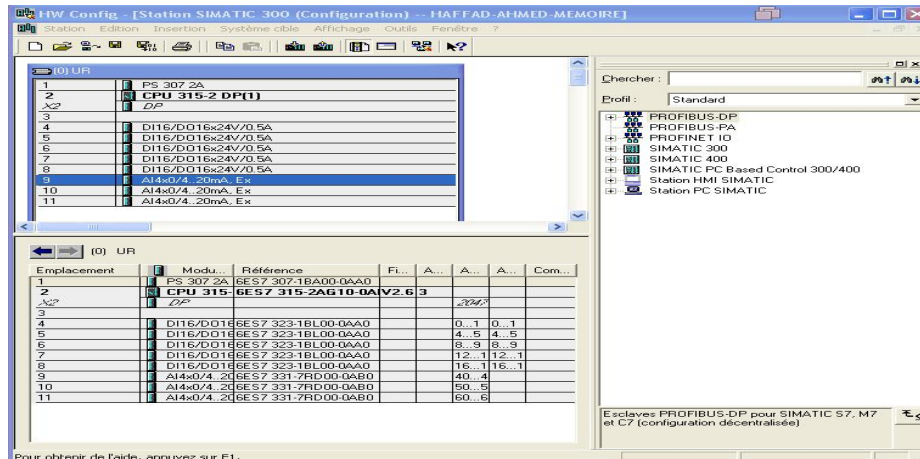 HW Config - [Station SIMATIC 300 (Configuration) -- HAFFAD-AHMED-MEMOIRE]
Station Edition Insertion Système cible Affichage Outils Fenêtre ?
(0) UR
1 PS 307 2A
2 CPU 315-2 DP(1)
X2 DP
3
4 DI16/DO16x24V/0.5A
5 DI16/DO16x24V/0.5A
6 DI16/DO16x24V/0.5A
7 DI16/DO16x24V/0.5A
8 DI16/DO16x24V/0.5A
9 AI4x0/4..20mA, Ex
10 AI4x0/4..20mA, Ex
11 AI4x0/4..20mA, Ex
Chercher :
Profil : Standard
PROFIBUS-DP
PROFIBUS-PA
PROFINET IO
SIMATIC 300
SIMATIC 400
SIMATIC PC Based Control 300/400
Station HMI SIMATIC
Station PC SIMATIC
(0) UR
Emplacement Modu... Référence Fi... A... A... A... Com...
1 PS 307 2A 6ES7 307-1BA00-0AA0
2 CPU 315- 6ES7 315-2AG10-0A V2.6 3
X2 DP 2047
3
4 DI16/DO16 6ES7 323-1BL00-0AA0 0...1 0...1
5 DI16/DO16 6ES7 323-1BL00-0AA0 4...5 4...5
6 DI16/DO16 6ES7 323-1BL00-0AA0 8...9 8...9
7 DI16/DO16 6ES7 323-1BL00-0AA0 12...1 12...1
8 DI16/DO16 6ES7 323-1BL00-0AA0 16...1 16...1
9 AI4x0/4..20 6ES7 331-7RD00-0AB0 40...4
10 AI4x0/4..20 6ES7 331-7RD00-0AB0 50...5
11 AI4x0/4..20 6ES7 331-7RD00-0AB0 60...6
Esclaves PROFIBUS-DP pour SIMATIC S7, M7
et C7 (configuration décentralisée)
Pour obtenir de l'aide, appuyez sur F1.